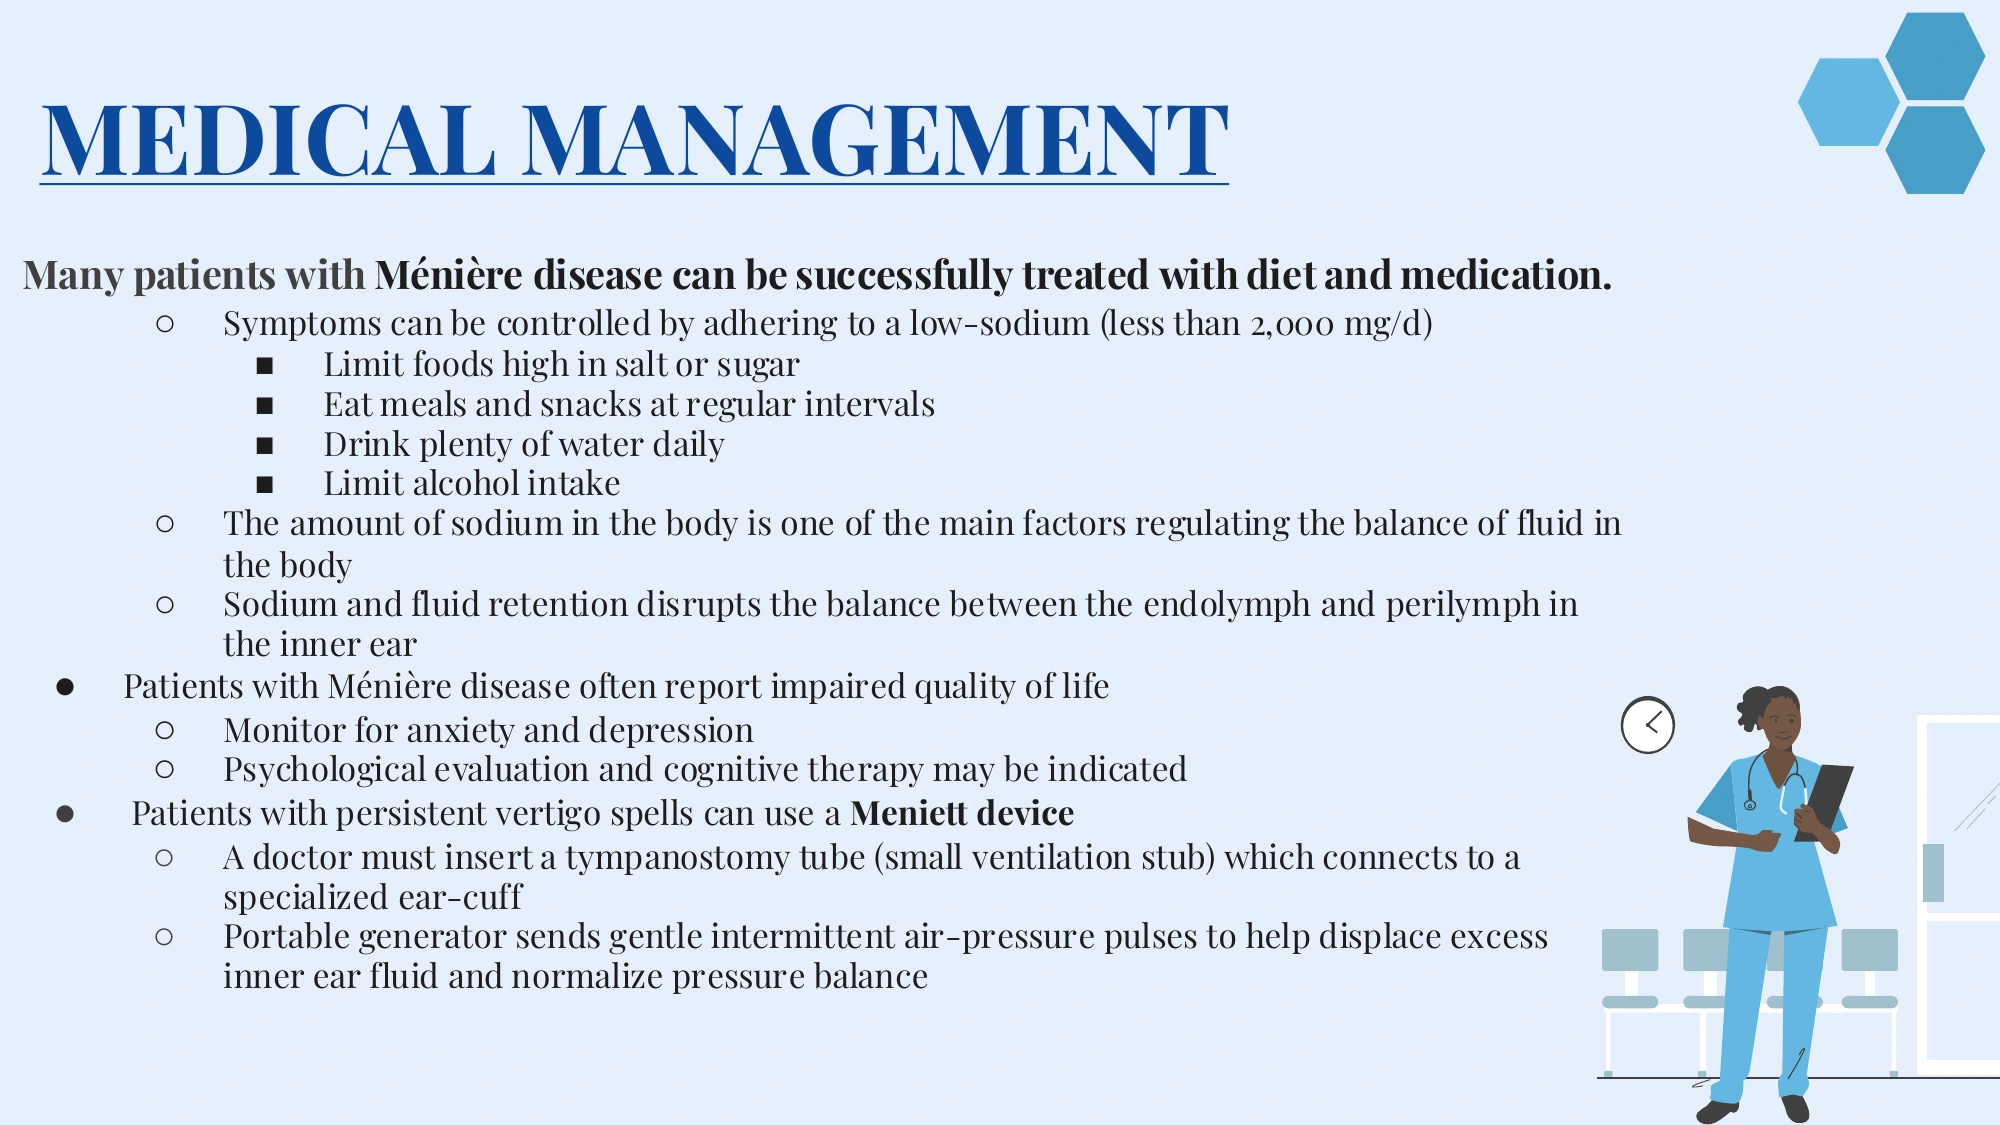 MEDICAL MANAGEMENT
Many patients with Ménière disease can be successfully treated with diet and medication.
○ Symptoms can be controlled by adhering to a low-sodium (less than 2,000 mg/d)
■ Limit foods high in salt or sugar
■ Eat meals and snacks at regular intervals
■ Drink plenty of water daily
■ Limit alcohol intake
○ The amount of sodium in the body is one of the main factors regulating the balance of fluid in
the body
○ Sodium and fluid retention disrupts the balance between the endolymph and perilymph in
the inner ear
● Patients with Ménière disease often report impaired quality of life
○ Monitor for anxiety and depression
○ Psychological evaluation and cognitive therapy may be indicated
● Patients with persistent vertigo spells can use a Meniett device
○ A doctor must insert a tympanostomy tube (small ventilation stub) which connects to a
specialized ear-cuff
○ Portable generator sends gentle intermittent air-pressure pulses to help displace excess
inner ear fluid and normalize pressure balance